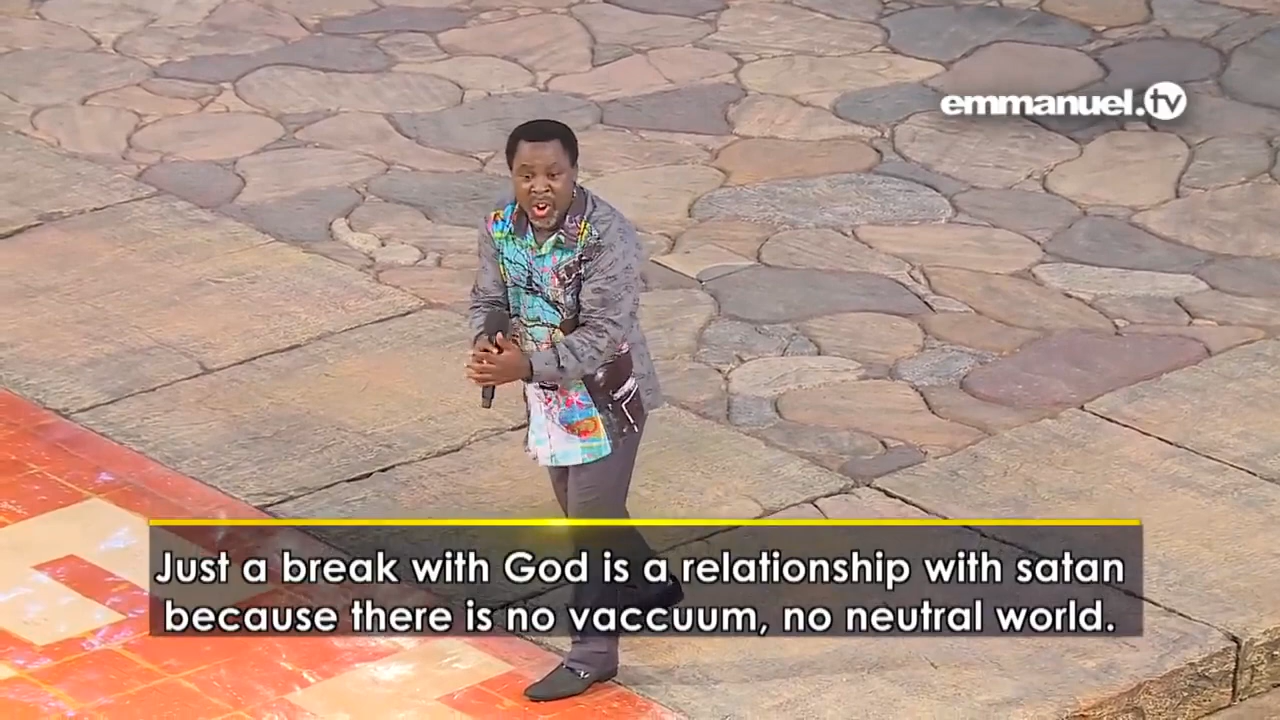 emmanuel.tv
Just a break with God is a relationship with satan
because there is no vaccuum, no neutral world.